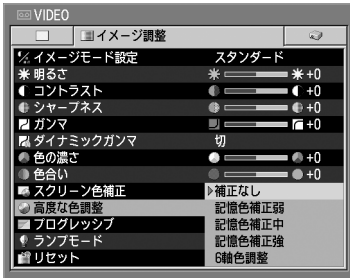 VIDEO
イメージ調整
イメージモード設定 スタンダード
明るさ +0
コントラスト +0
シャープネス +0
ガンマ +0
ダイナミックガンマ 切
色の濃さ +0
色合い +0
スクリーン色補正 補正なし
高度な色調整 記憶色補正弱
プログレッシブ 記憶色補正中
ランプモード 記憶色補正強
リセット 6軸色調整